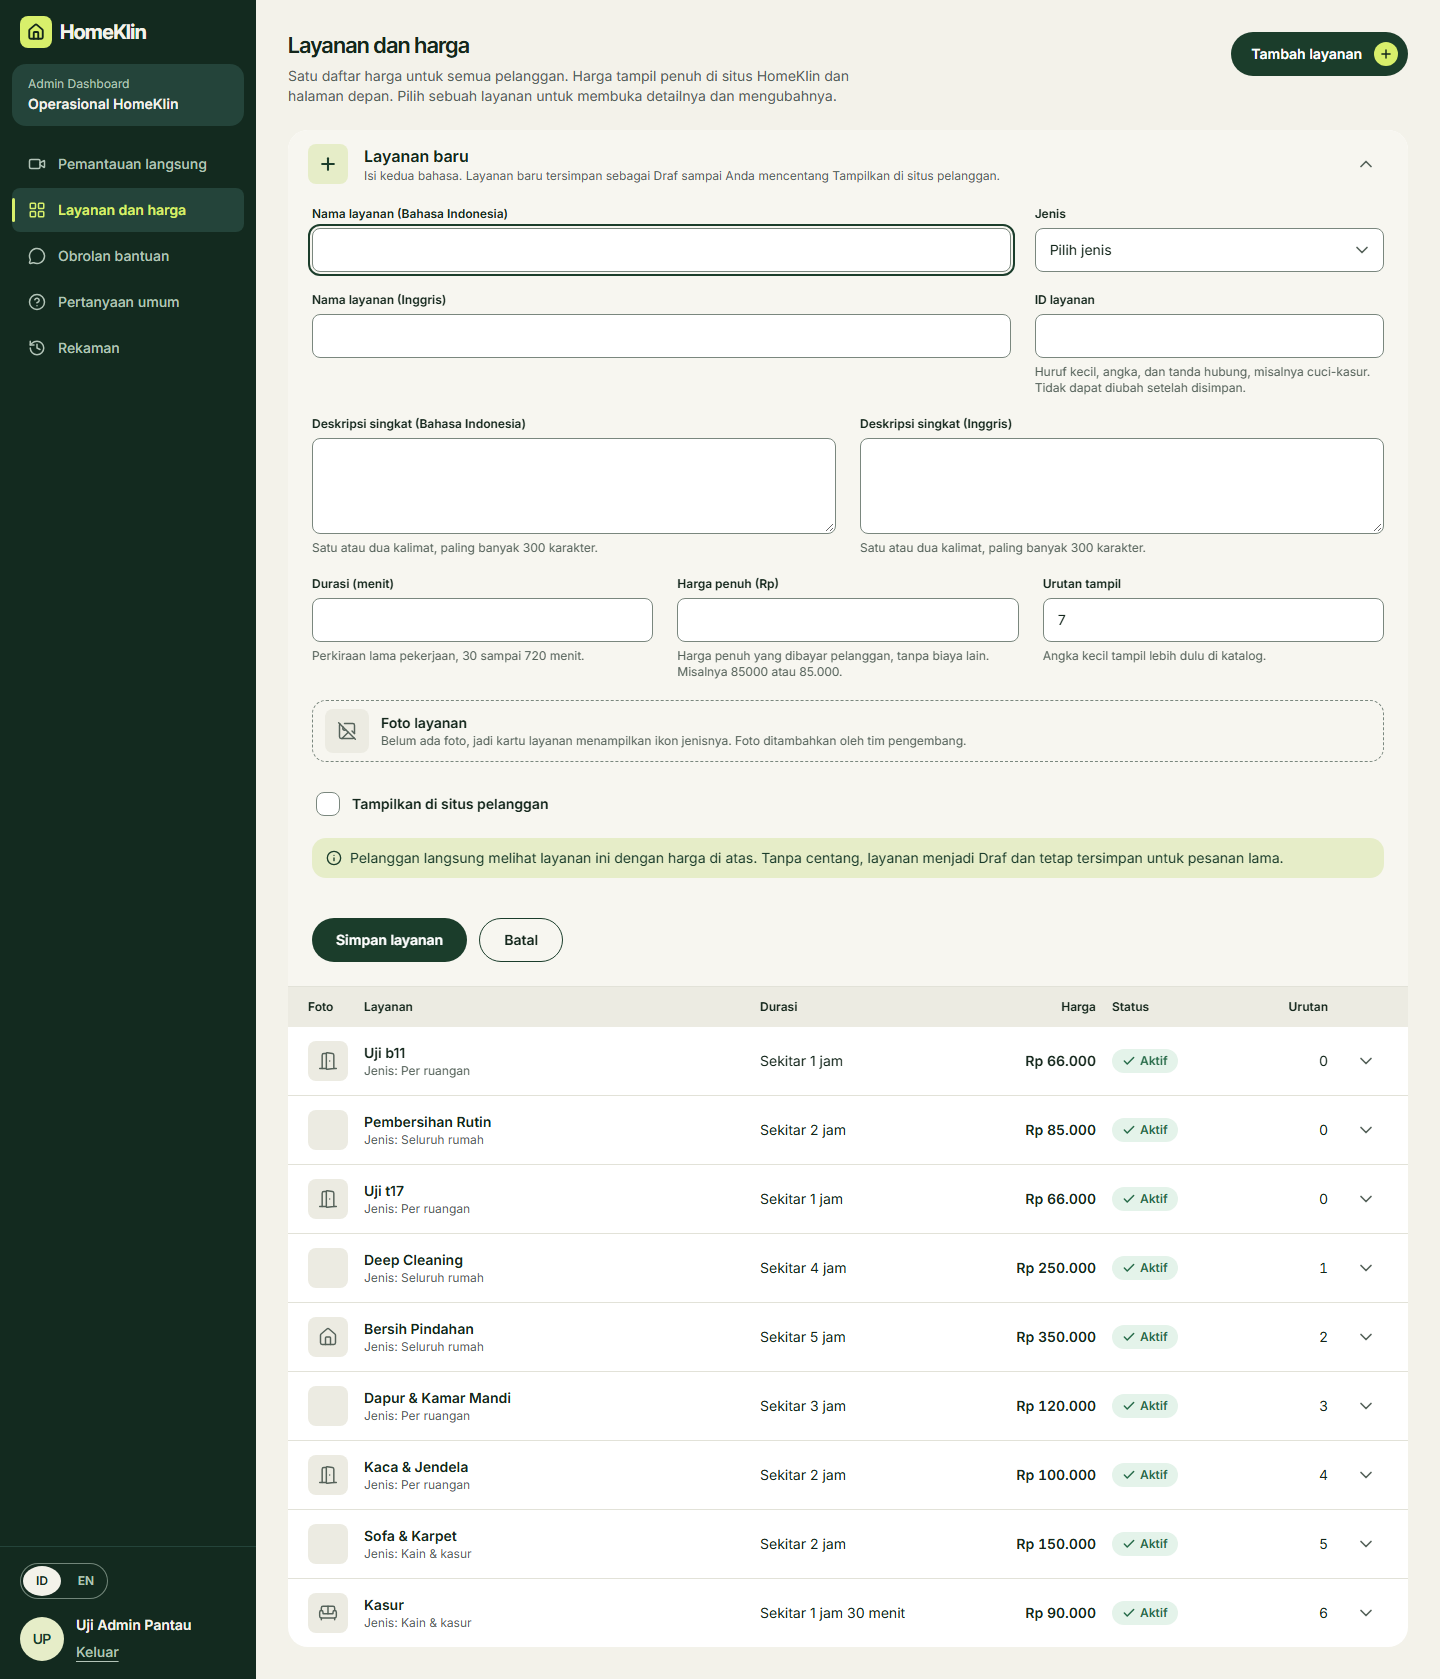 HomeKlin
Admin Dashboard
Operasional HomeKlin
Pemantauan langsung
Layanan dan harga
Obrolan bantuan
Pertanyaan umum
Rekaman
ID EN
UP
Uji Admin Pantau
Keluar
Layanan dan harga
Satu daftar harga untuk semua pelanggan. Harga tampil penuh di situs HomeKlin dan
halaman depan. Pilih sebuah layanan untuk membuka detailnya dan mengubahnya.
Tambah layanan
Layanan baru
Isi kedua bahasa. Layanan baru tersimpan sebagai Draf sampai Anda mencentang Tampilkan di situs pelanggan.
Nama layanan (Bahasa Indonesia)
Jenis
Pilih jenis
Nama layanan (Inggris)
ID layanan
Huruf kecil, angka, dan tanda hubung, misalnya cuci-kasur.
Tidak dapat diubah setelah disimpan.
Deskripsi singkat (Bahasa Indonesia)
Satu atau dua kalimat, paling banyak 300 karakter.
Deskripsi singkat (Inggris)
Satu atau dua kalimat, paling banyak 300 karakter.
Durasi (menit)
Perkiraan lama pekerjaan, 30 sampai 720 menit.
Harga penuh (Rp)
Harga penuh yang dibayar pelanggan, tanpa biaya lain.
Misalnya 85000 atau 85.000.
Urutan tampil
7
Angka kecil tampil lebih dulu di katalog.
Foto layanan
Belum ada foto, jadi kartu layanan menampilkan ikon jenisnya. Foto ditambahkan oleh tim pengembang.
Tampilkan di situs pelanggan
Pelanggan langsung melihat layanan ini dengan harga di atas. Tanpa centang, layanan menjadi Draf dan tetap tersimpan untuk pesanan lama.
Simpan layanan
Batal
Foto Layanan Durasi Harga Status Urutan
Uji b11
Jenis: Per ruangan
Sekitar 1 jam Rp 66.000 Aktif 0
Pembersihan Rutin
Jenis: Seluruh rumah
Sekitar 2 jam Rp 85.000 Aktif 0
Uji t17
Jenis: Per ruangan
Sekitar 1 jam Rp 66.000 Aktif 0
Deep Cleaning
Jenis: Seluruh rumah
Sekitar 4 jam Rp 250.000 Aktif 1
Bersih Pindahan
Jenis: Seluruh rumah
Sekitar 5 jam Rp 350.000 Aktif 2
Dapur & Kamar Mandi
Jenis: Per ruangan
Sekitar 3 jam Rp 120.000 Aktif 3
Kaca & Jendela
Jenis: Per ruangan
Sekitar 2 jam Rp 100.000 Aktif 4
Sofa & Karpet
Jenis: Kain & kasur
Sekitar 2 jam Rp 150.000 Aktif 5
Kasur
Jenis: Kain & kasur
Sekitar 1 jam 30 menit Rp 90.000 Aktif 6